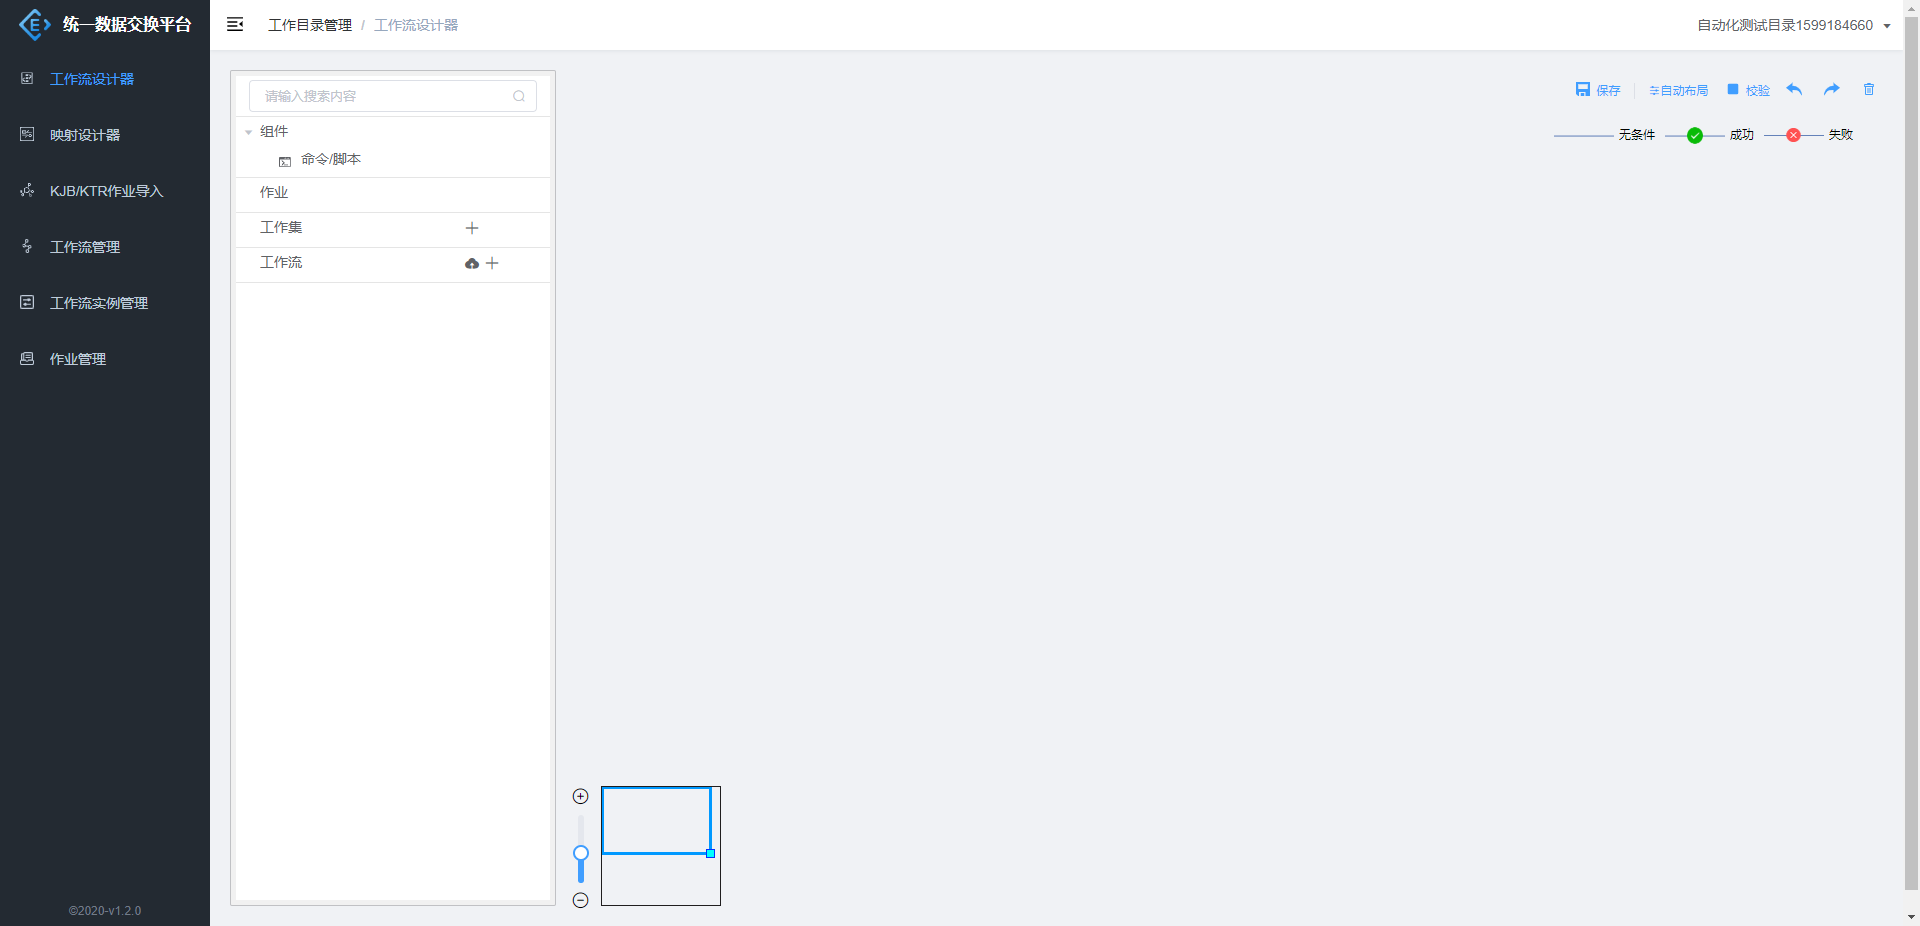 统一数据交换平台
工作目录管理 / 工作流设计器
自动化测试目录1599184660
工作流设计器
映射设计器
KJB/KTR作业导入
工作流管理
工作流实例管理
作业管理
©2020-v1.2.0
请输入搜索内容
组件
命令/脚本
作业
工作集
工作流
保存 自动布局 校验
无条件 成功 失败